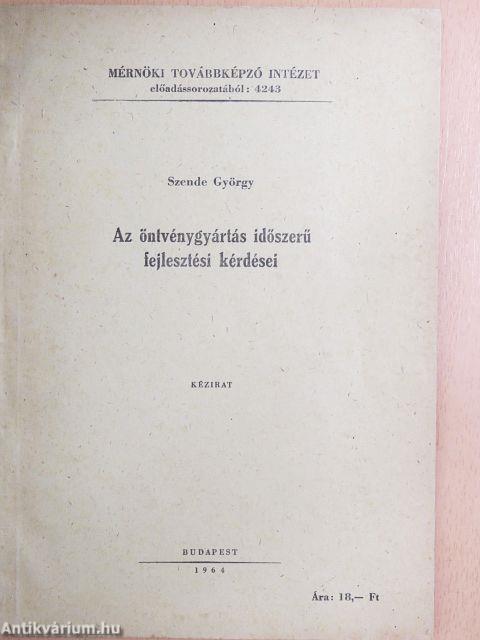 MÉRNÖKI TOVÁBBKÉPZŐ INTÉZET
előadássorozatából: 4243
Szende György
Az öntvénygyártás időszerű
fejlesztési kérdései
KÉZIRAT
BUDAPEST
1964
Ára: 18,— Ft
Antikvárium.hu